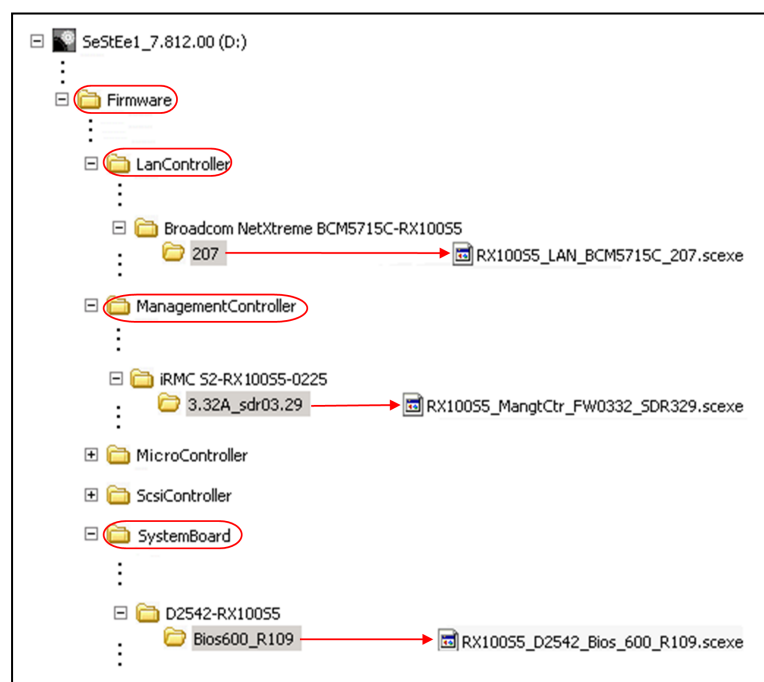 SeStEe1_7.812.00 (D:)
Firmware
LanController
Broadcom NetXtreme BCM5715C-RX100S5
207 RX100S5_LAN_BCM5715C_207.scexe
ManagementController
iRMC S2-RX100S5-0225
3.32A_sdr03.29 RX100S5_MangtCtr_FW0332_SDR329.scexe
MicroController
ScsiController
SystemBoard
D2542-RX100S5
Bios600_R109 RX100S5_D2542_Bios_600_R109.scexe